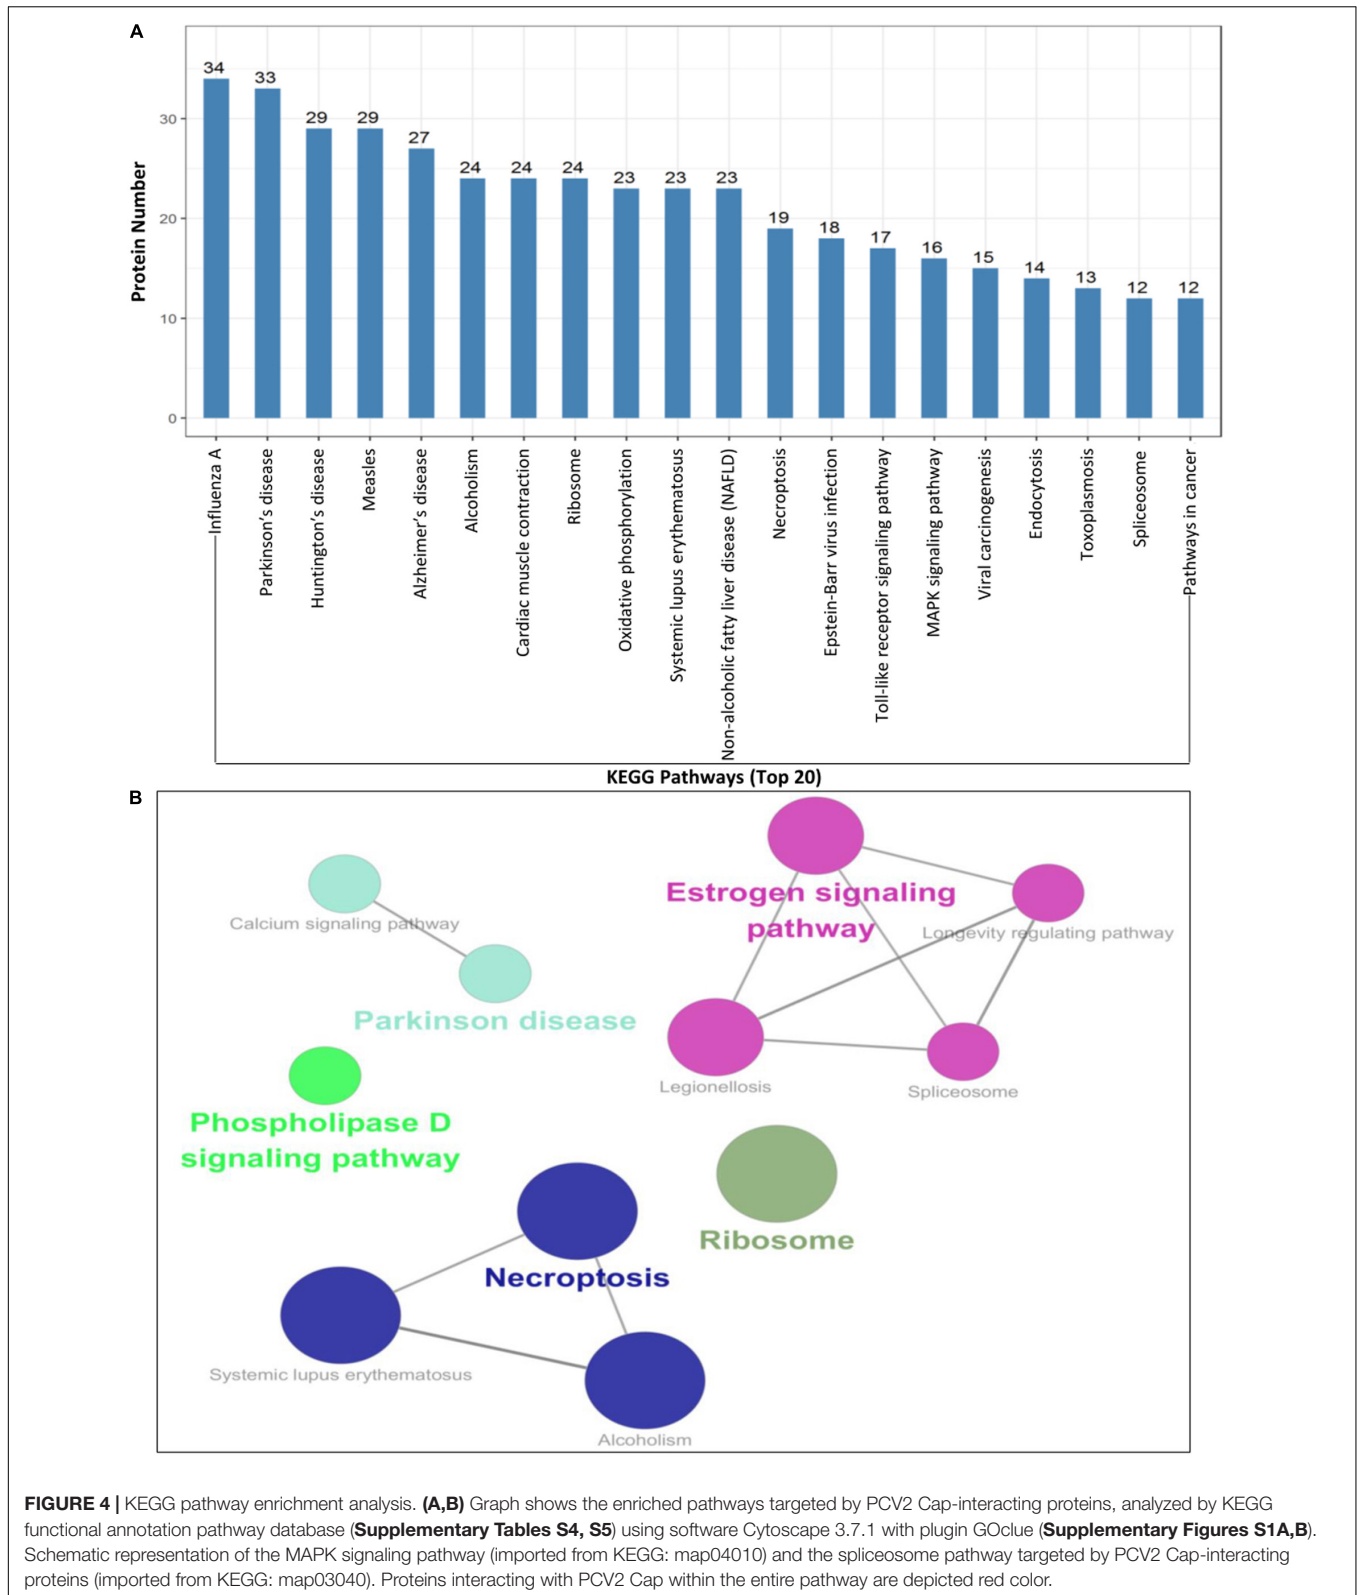 A
34
33
29
29
27
24
24
24
23
23
23
19
18
17
16
15
14
13
12
12
30
20
10
0
Protein Number
Influenza A
Parkinson's disease
Huntington's disease
Measles
Alzheimer's disease
Alcoholism
Cardiac muscle contraction
Ribosome
Oxidative phosphorylation
Systemic lupus erythematosus
Non-alcoholic fatty liver disease (NAFLD)
Necroptosis
Epstein-Barr virus infection
Toll-like receptor signaling pathway
MAPK signaling pathway
Viral carcinogenesis
Endocytosis
Toxoplasmosis
Spliceosome
Pathways in cancer
KEGG Pathways (Top 20)
B
Calcium signaling pathway
Parkinson disease
Estrogen signaling
pathway
Longevity regulating pathway
Legionellosis
Spliceosome
Phospholipase D
signaling pathway
Ribosome
Necroptosis
Systemic lupus erythematosus
Alcoholism
FIGURE 4 | KEGG pathway enrichment analysis. (A,B) Graph shows the enriched pathways targeted by PCV2 Cap-interacting proteins, analyzed by KEGG
functional annotation pathway database (Supplementary Tables S4, S5) using software Cytoscape 3.7.1 with plugin GOclue (Supplementary Figures S1A,B).
Schematic representation of the MAPK signaling pathway (imported from KEGG: map04010) and the spliceosome pathway targeted by PCV2 Cap-interacting
proteins (imported from KEGG: map03040). Proteins interacting with PCV2 Cap within the entire pathway are depicted red color.